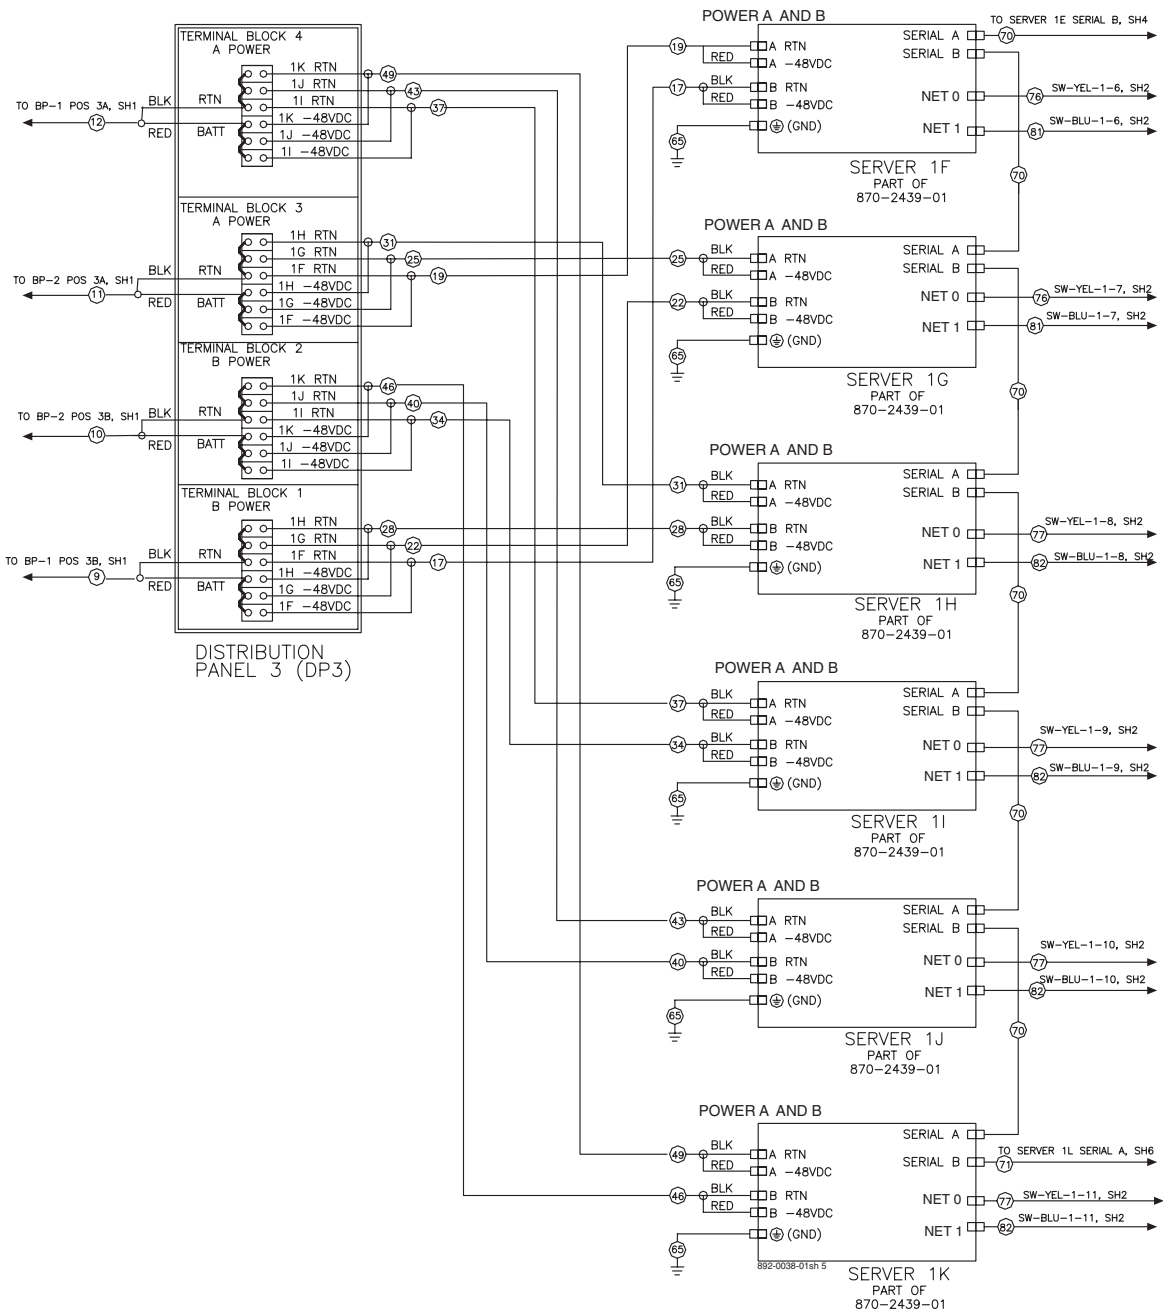 TERMINAL BLOCK 4
A POWER
1K RTN
49
1J RTN
43
1I RTN
37
TO BP-1 POS 3A, SH1
12
BLK
RED
RTN
BATT
1K -48VDC
1J -48VDC
1I -48VDC
TERMINAL BLOCK 3
A POWER
1H RTN
31
1G RTN
25
1F RTN
19
TO BP-2 POS 3A, SH1
11
BLK
RED
RTN
BATT
1H -48VDC
1G -48VDC
1F -48VDC
TERMINAL BLOCK 2
B POWER
1K RTN
46
1J RTN
40
1I RTN
34
TO BP-2 POS 3B, SH1
10
BLK
RED
RTN
BATT
1K -48VDC
1J -48VDC
1I -48VDC
TERMINAL BLOCK 1
B POWER
1H RTN
28
1G RTN
22
1F RTN
17
TO BP-1 POS 3B, SH1
9
BLK
RED
RTN
BATT
1H -48VDC
1G -48VDC
1F -48VDC
DISTRIBUTION
PANEL 3 (DP3)
POWER A AND B
19
RED
A RTN
A -48VDC
17
BLK
RED
B RTN
B -48VDC
65
(GND)
SERIAL A
70
TO SERVER 1E SERIAL B, SH4
SERIAL B
NET 0
76
SW-YEL-1-6, SH2
NET 1
81
SW-BLU-1-6, SH2
70
SERVER 1F
PART OF
870-2439-01
POWER A AND B
25
BLK
RED
A RTN
A -48VDC
22
BLK
RED
B RTN
B -48VDC
65
(GND)
SERIAL A
SERIAL B
NET 0
76
SW-YEL-1-7, SH2
NET 1
81
SW-BLU-1-7, SH2
70
SERVER 1G
PART OF
870-2439-01
POWER A AND B
31
BLK
RED
A RTN
A -48VDC
28
BLK
RED
B RTN
B -48VDC
65
(GND)
SERIAL A
SERIAL B
NET 0
77
SW-YEL-1-8, SH2
NET 1
82
SW-BLU-1-8, SH2
70
SERVER 1H
PART OF
870-2439-01
POWER A AND B
37
BLK
RED
A RTN
A -48VDC
34
BLK
RED
B RTN
B -48VDC
65
(GND)
SERIAL A
SERIAL B
NET 0
77
SW-YEL-1-9, SH2
NET 1
82
SW-BLU-1-9, SH2
70
SERVER 1I
PART OF
870-2439-01
POWER A AND B
43
BLK
RED
A RTN
A -48VDC
40
BLK
RED
B RTN
B -48VDC
65
(GND)
SERIAL A
SERIAL B
NET 0
77
SW-YEL-1-10, SH2
NET 1
82
SW-BLU-1-10, SH2
70
SERVER 1J
PART OF
870-2439-01
POWER A AND B
49
BLK
RED
A RTN
A -48VDC
46
BLK
RED
B RTN
B -48VDC
65
(GND)
SERIAL A
SERIAL B
71
TO SERVER 1L SERIAL A, SH6
NET 0
77
SW-YEL-1-11, SH2
NET 1
82
SW-BLU-1-11, SH2
892-0038-01sh 5
SERVER 1K
PART OF
870-2439-01